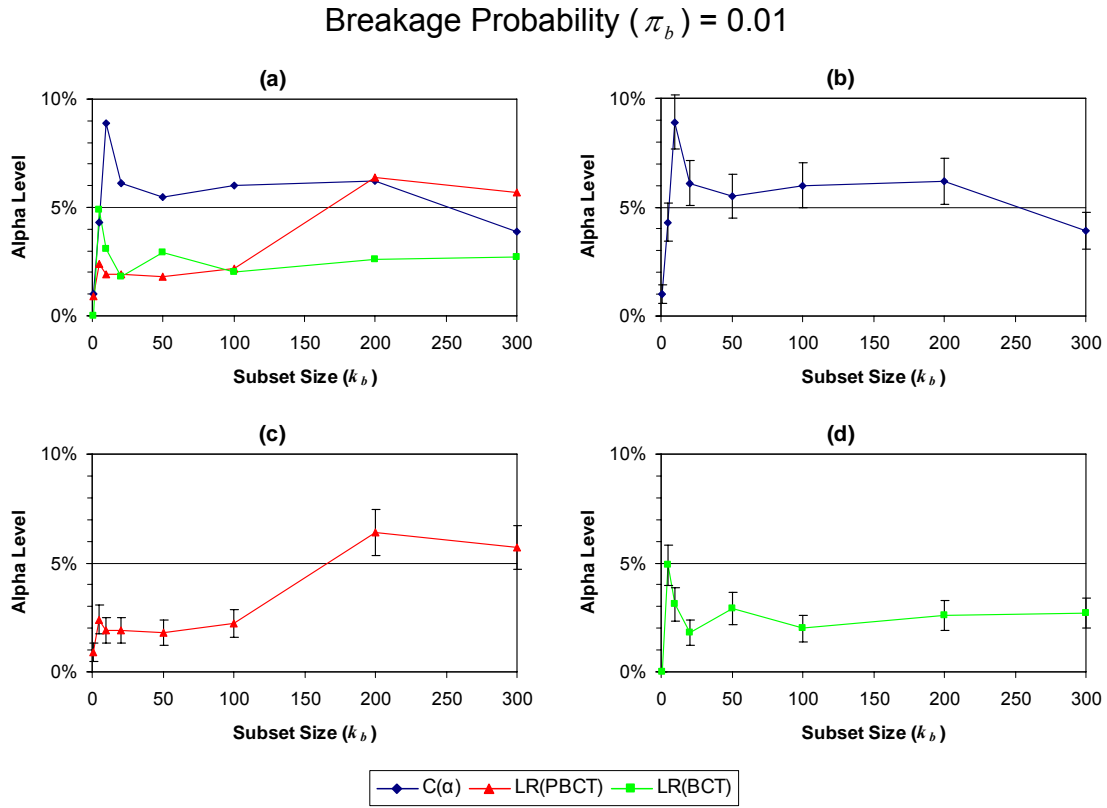 Breakage Probability (π_b) = 0.01
(a)
10%
5%
0%
Alpha Level
0 50 100 150 200 250 300
Subset Size (k_b)
(b)
10%
5%
0%
Alpha Level
0 50 100 150 200 250 300
Subset Size (k_b)
(c)
10%
5%
0%
Alpha Level
0 50 100 150 200 250 300
Subset Size (k_b)
(d)
10%
5%
0%
Alpha Level
0 50 100 150 200 250 300
Subset Size (k_b)
C(α) LR(PBCT) LR(BCT)